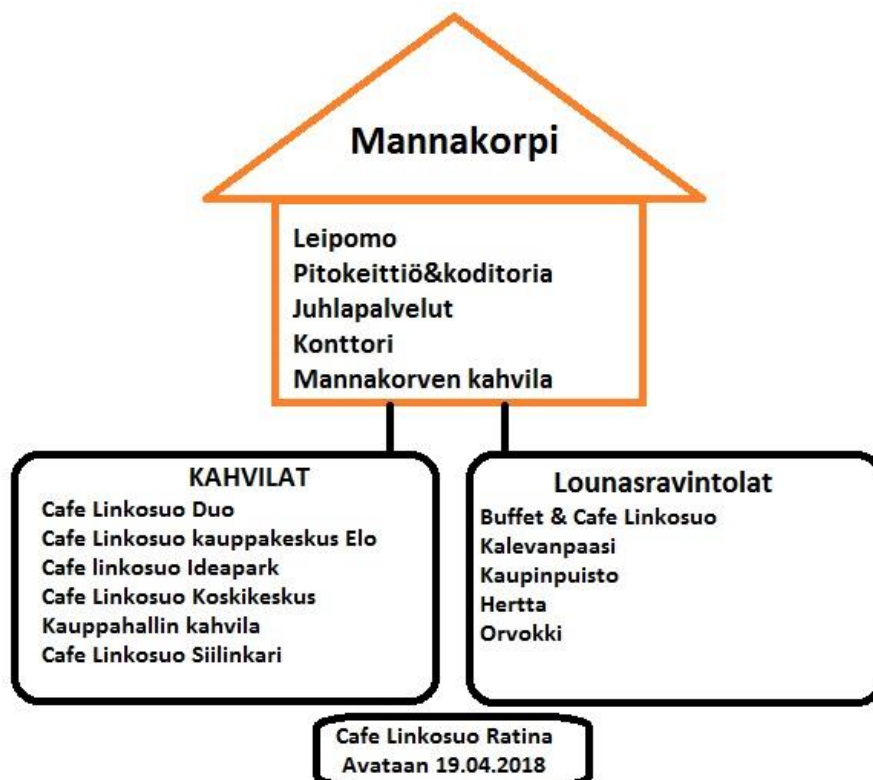 Mannakorpi
Leipomo
Pitokeittiö&koditoria
Juhlapalvelut
Konttori
Mannakorven kahvila
KAHVILAT
Cafe Linkosuo Duo
Cafe Linkosuo kauppakeskus Elo
Cafe linkosuo Ideapark
Cafe Linkosuo Koskikeskus
Kauppahallin kahvila
Cafe Linkosuo Siilinkari
Lounasravintolat
Buffet & Cafe Linkosuo
Kalevanpaasi
Kaupinpuisto
Hertta
Orvokki
Cafe Linkosuo Ratina
Avataan 19.04.2018